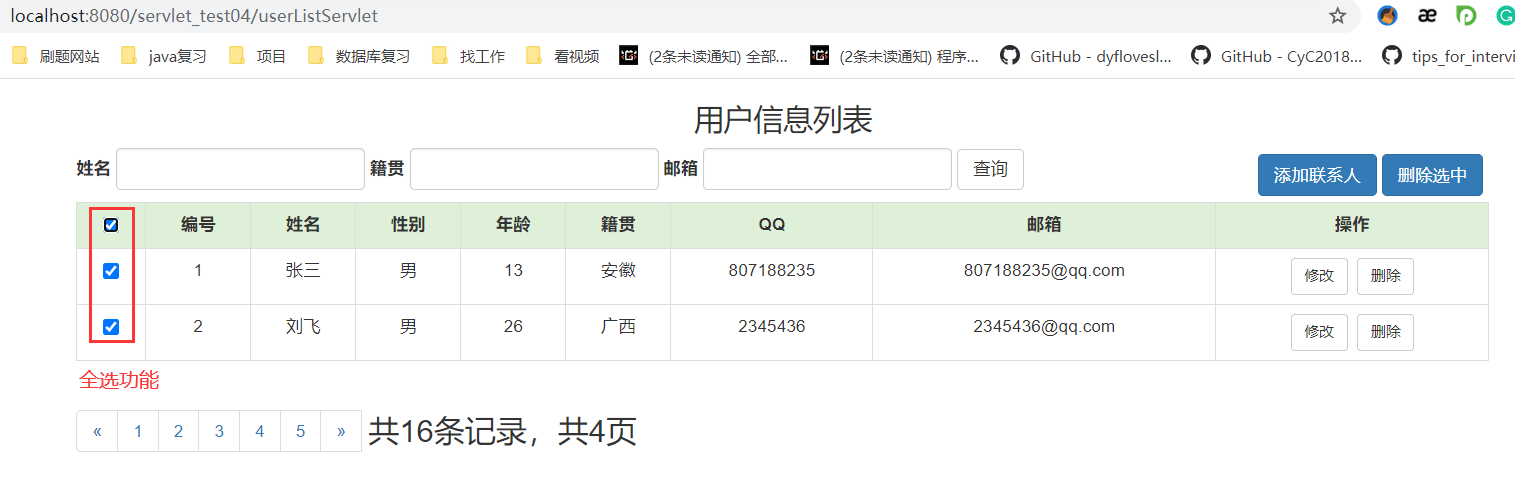 localhost:8080/servlet_test04/userListServlet
刷题网站 java复习 项目 数据库复习 找工作 看视频 (2条未读通知) 全部... (2条未读通知) 程序... GitHub - dyflovesl... GitHub - CyC2018... tips_for_intervi
用户信息列表
姓名 籍贯 邮箱 查询 添加联系人 删除选中
编号 姓名 性别 年龄 籍贯 QQ 邮箱 操作
1 张三 男 13 安徽 807188235 807188235@qq.com 修改 删除
2 刘飞 男 26 广西 2345436 2345436@qq.com 修改 删除
全选功能
« 1 2 3 4 5 » 共16条记录，共4页